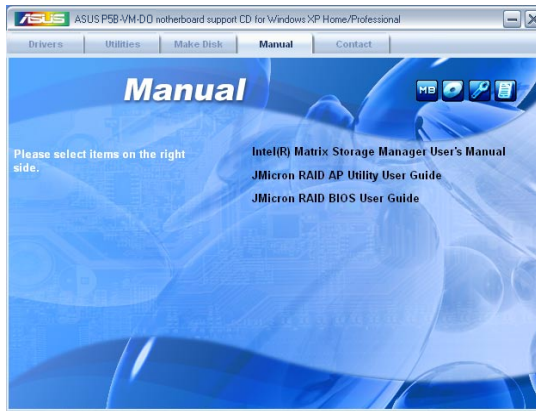 ASUS ASUS P5B-VM-DO notherboard support CD for Windows XP Home/Professional
Drivers Utilities Make Disk Manual Contact
Manual
MB
Please select items on the right
side.
Intel(R) Matrix Storage Manager User's Manual
JMicron RAID AP Utility User Guide
JMicron RAID BIOS User Guide